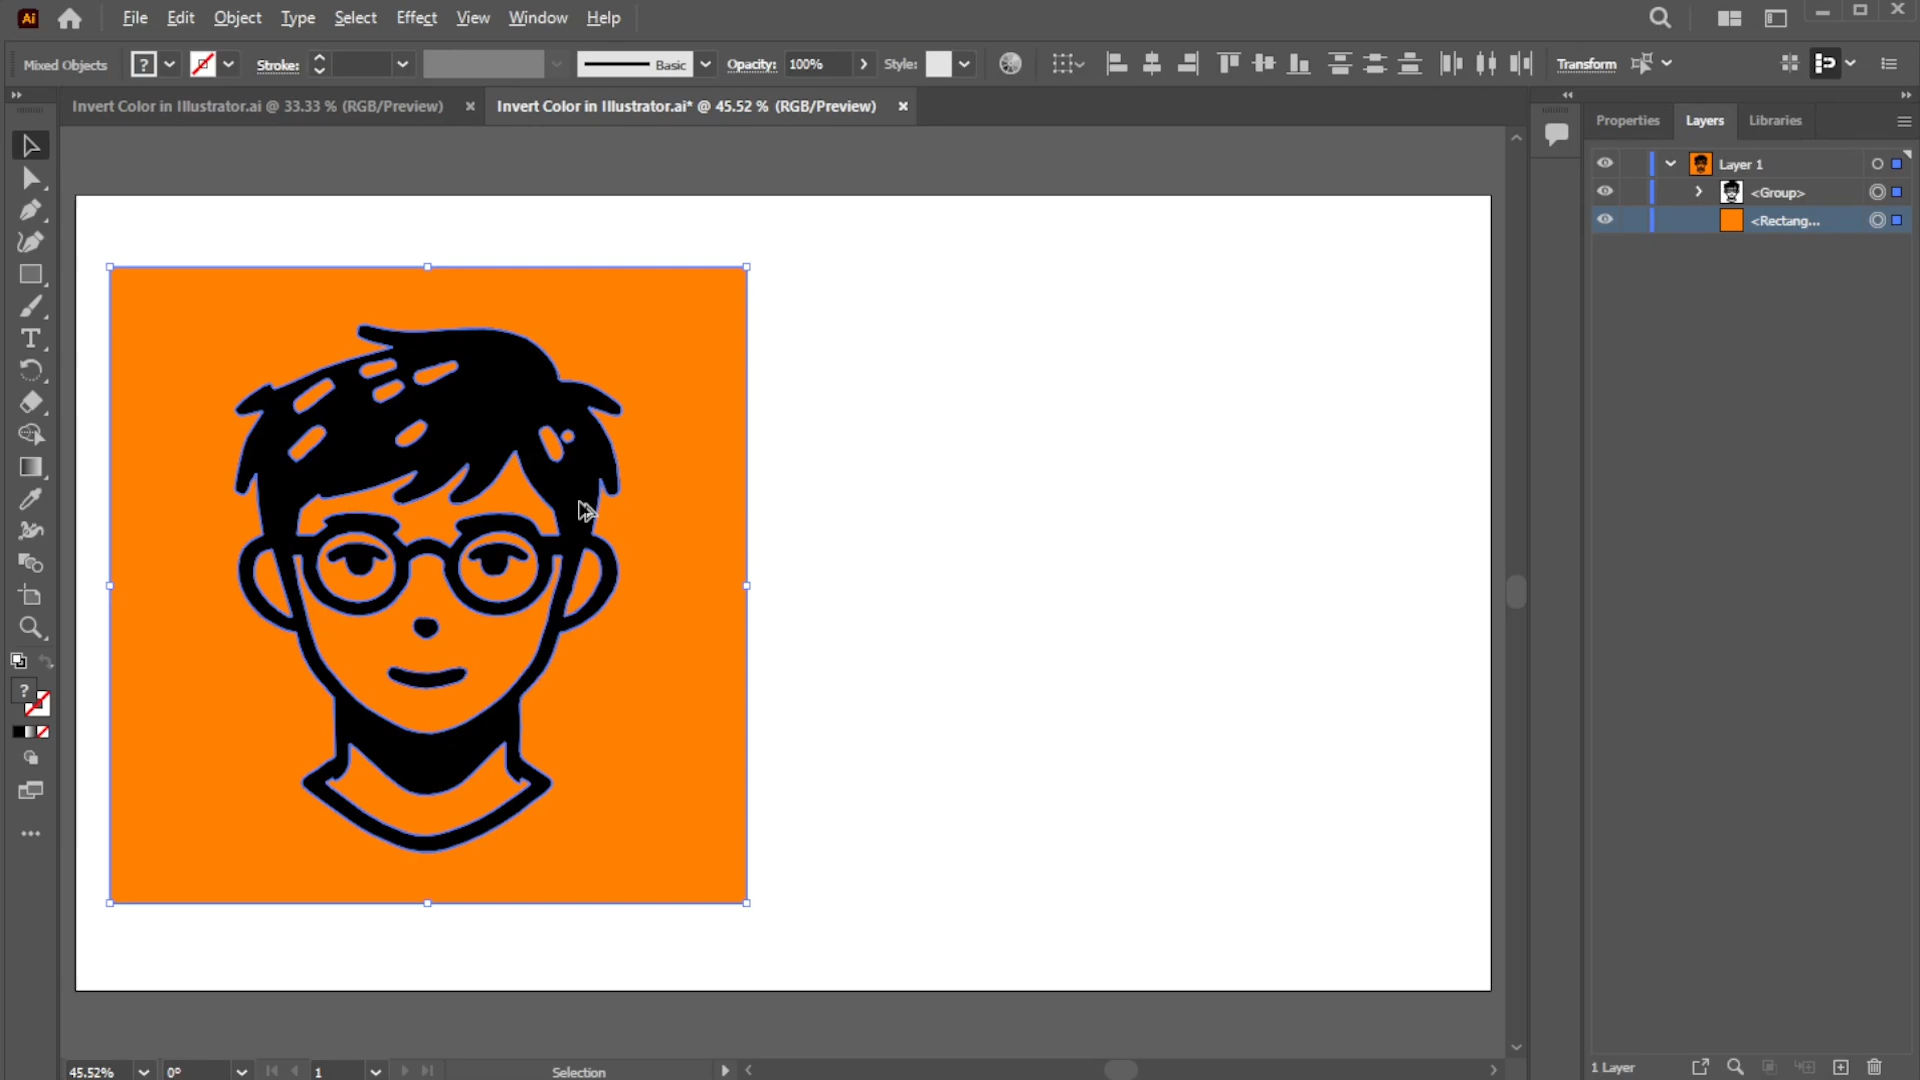 Ai File Edit Object Type Select Effect View Window Help
Mixed Objects ? Stroke: Basic Opacity: 100% Style: Transform
Invert Color in Illustrator.ai @ 33.33 % (RGB/Preview) × Invert Color in Illustrator.ai* @ 45.52 % (RGB/Preview) ×
Properties Layers Libraries
Layer 1
<Group>
<Rectang...
T
?
45.52% 0° 1 Selection
1 Layer